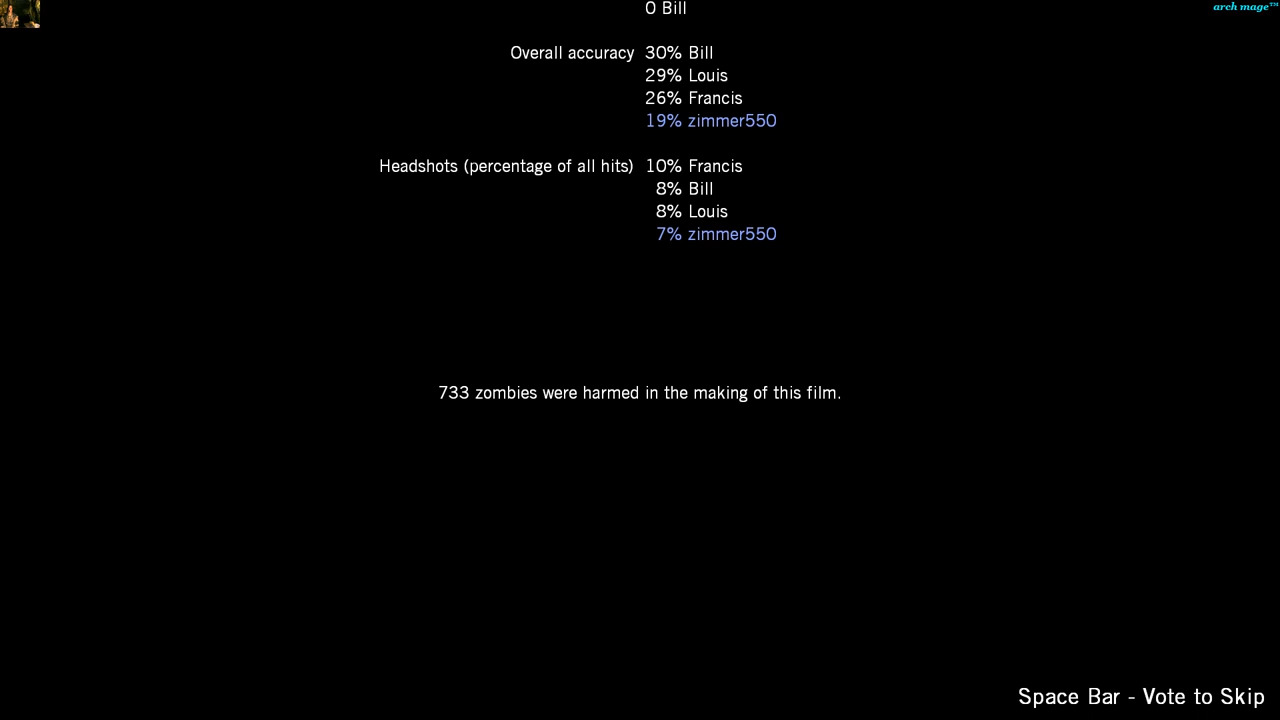 0 Bill
arch mage™
Overall accuracy 30% Bill
29% Louis
26% Francis
19% zimmer550
Headshots (percentage of all hits) 10% Francis
8% Bill
8% Louis
7% zimmer550
733 zombies were harmed in the making of this film.
Space Bar - Vote to Skip